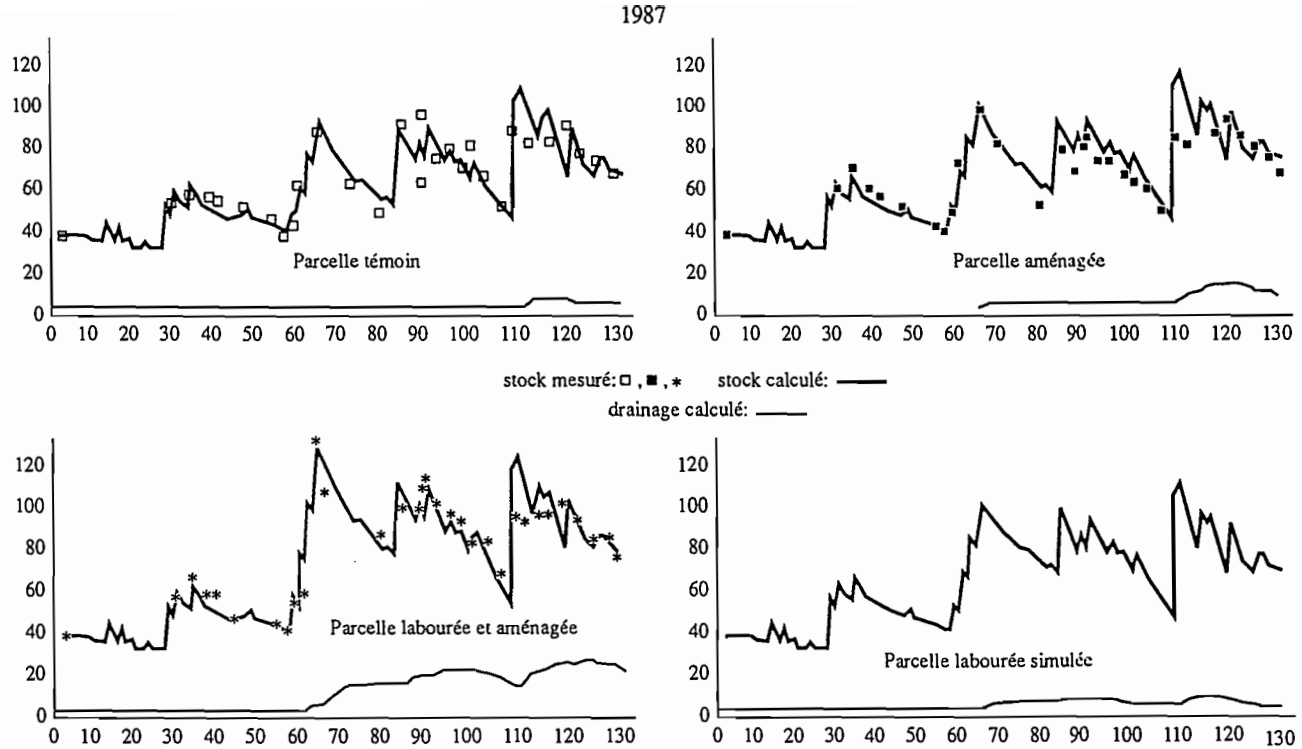 1987
120
100
80
60
40
20
0
Parcelle témoin
0 10 20 30 40 50 60 70 80 90 100 110 120 130
120
100
80
60
40
20
0
Parcelle aménagée
0 10 20 30 40 50 60 70 80 90 100 110 120 130
stock mesuré: □ , ■ , * stock calculé:
drainage calculé:
120
100
80
60
40
20
0
Parcelle labourée et aménagée
0 10 20 30 40 50 60 70 80 90 100 110 120 130
120
100
80
60
40
20
0
Parcelle labourée simulée
0 10 20 30 40 50 60 70 80 90 100 110 120 130